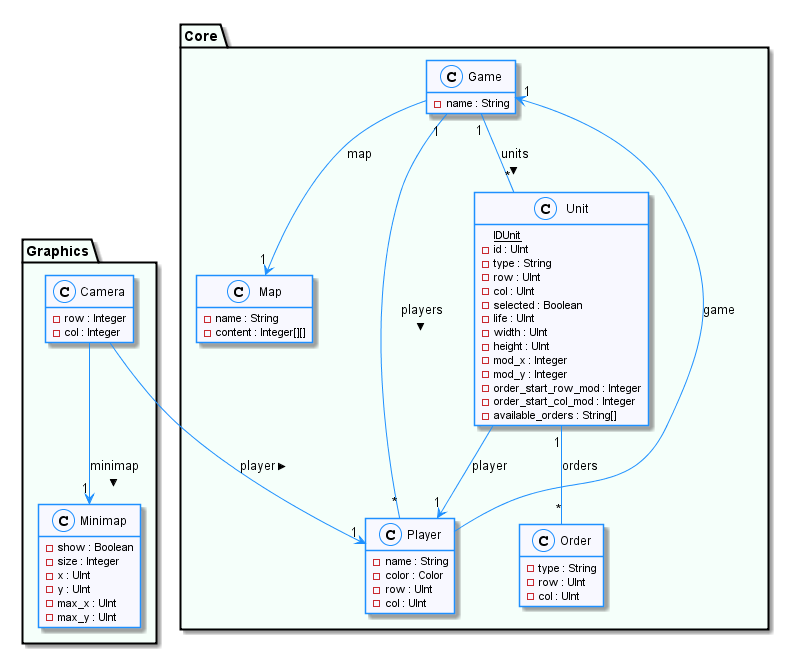 Core
C Game
name : String
1
1
1
1
map
units
*
Graphics
C Unit
IDUnit
id : UInt
type : String
row : UInt
col : UInt
selected : Boolean
life : UInt
width : UInt
height : UInt
mod_x : Integer
mod_y : Integer
order_start_row_mod : Integer
order_start_col_mod : Integer
available_orders : String[]
C Camera
row : Integer
col : Integer
C Map
name : String
content : Integer[][]
players
game
minimap
player
player
orders
1
1
1
1
*
*
C Minimap
show : Boolean
size : Integer
x : UInt
y : UInt
max_x : UInt
max_y : UInt
C Player
name : String
color : Color
row : UInt
col : UInt
C Order
type : String
row : UInt
col : UInt